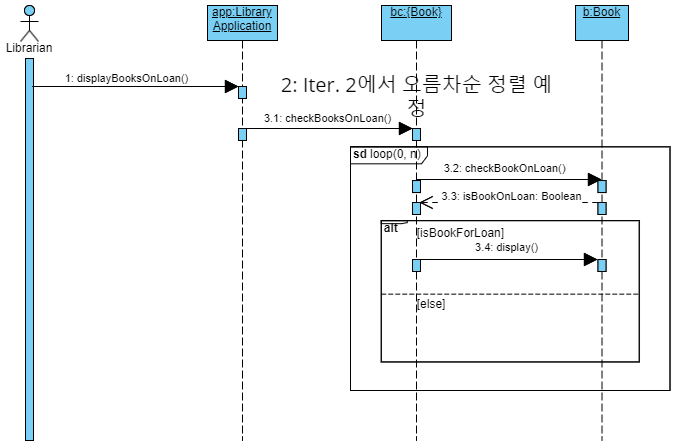 app:Library
Application
bc:{Book}
b:Book
Librarian
1: displayBooksOnLoan()
2: Iter. 2에서 오름차순 정렬 예
정
3.1: checkBooksOnLoan()
sd loop(0, n)
3.2: checkBookOnLoan()
3.3: isBookOnLoan: Boolean
alt
[isBookForLoan]
3.4: display()
[else]